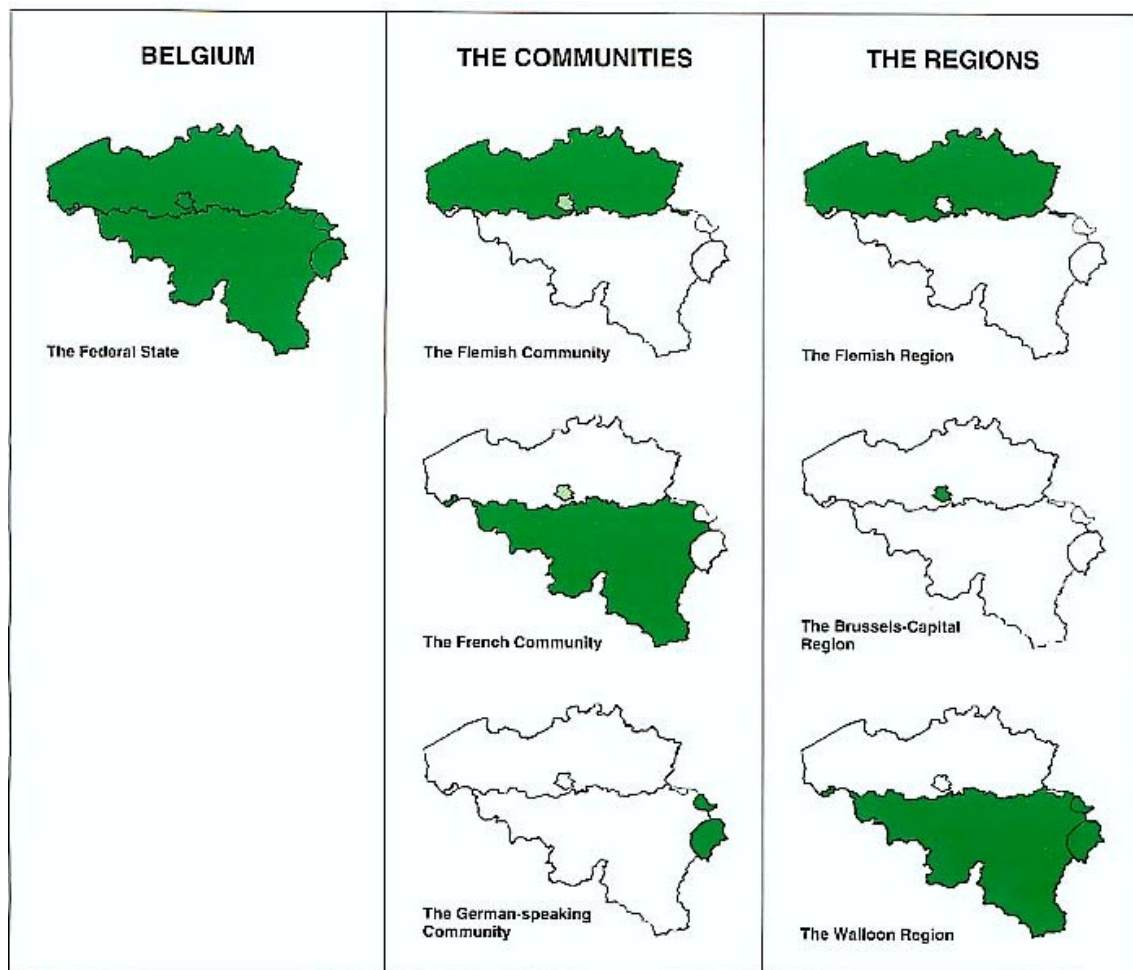 BELGIUM
The Federal State
THE COMMUNITIES
The Flemish Community
The French Community
The German-speaking
Community
THE REGIONS
The Flemish Region
The Brussels-Capital
Region
The Walloon Region